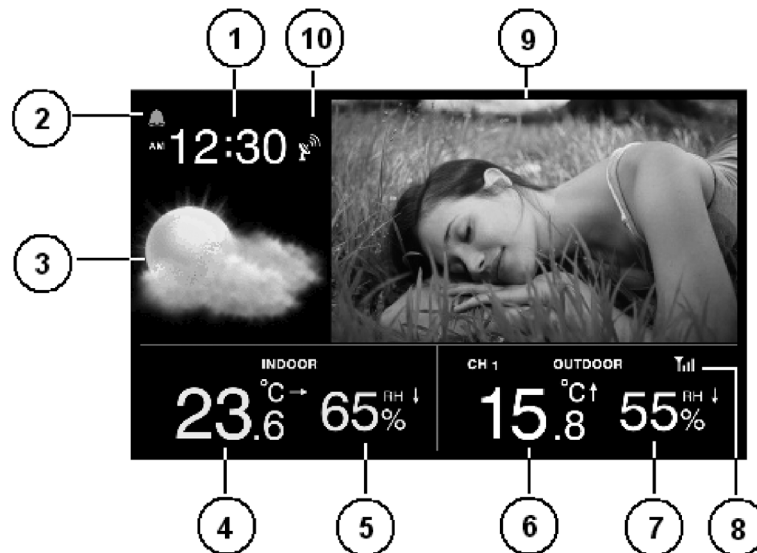 1
10
9
2
AM 12:30
3
INDOOR
23.6 °C→
65 RH↓ %
CH 1 OUTDOOR
15.8 °C↑
55 RH↓ %
4
5
6
7
8